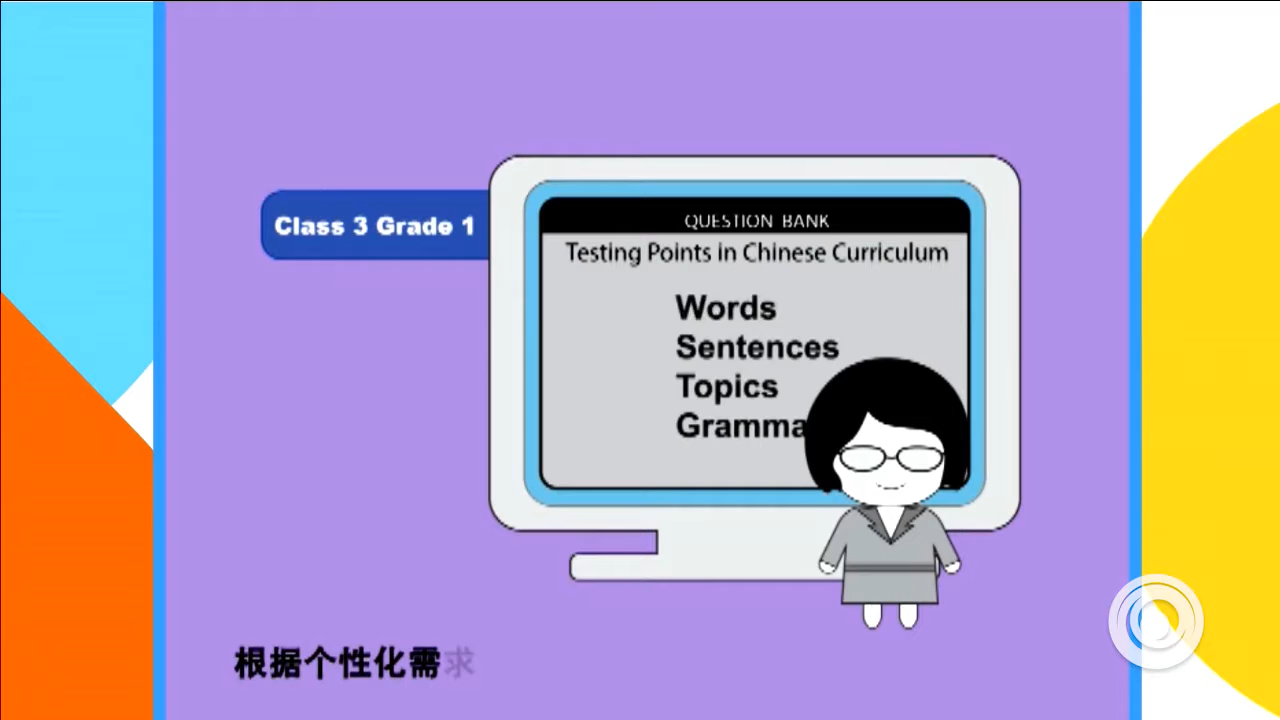 QUESTION BANK
Class 3 Grade 1
Testing Points in Chinese Curriculum
Words
Sentences
Topics
Gramma
根据个性化需求